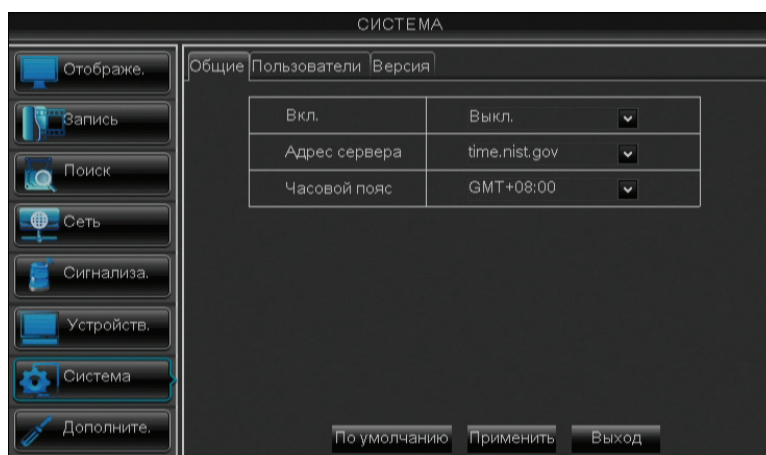 СИСТЕМА
Отображе.
Запись
Поиск
Сеть
Сигнализа.
Устройств.
Система
Дополните.
Общие Пользователи Версия
Вкл. Выкл.
Адрес сервера time.nist.gov
Часовой пояс GMT+08:00
По умолчанию Применить Выход